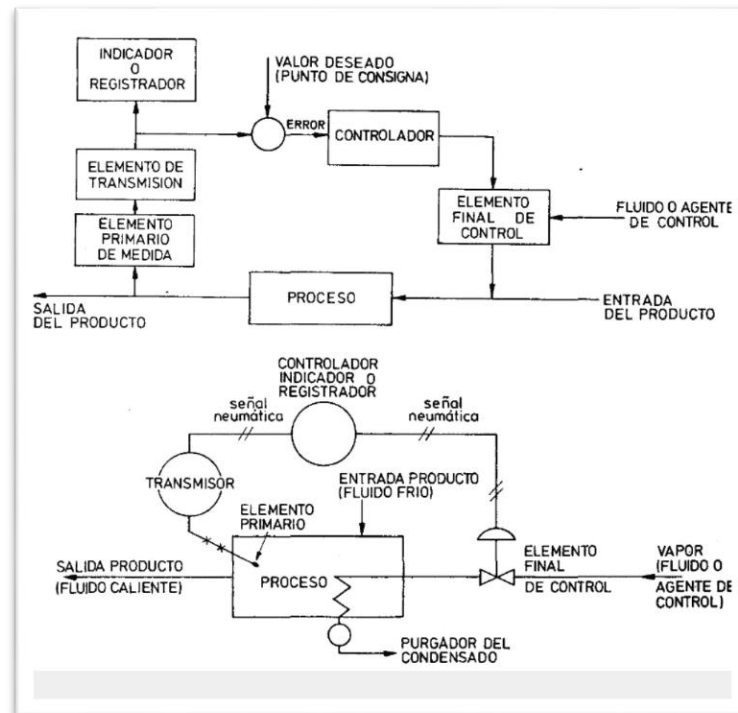 INDICADOR
O
REGISTRADOR
VALOR DESEADO
(PUNTO DE CONSIGNA)
ERROR
CONTROLADOR
ELEMENTO DE
TRANSMISION
ELEMENTO
PRIMARIO
DE MEDIDA
ELEMENTO
FINAL DE
CONTROL
FLUIDO O AGENTE
DE CONTROL
SALIDA
DEL PRODUCTO
PROCESO
ENTRADA
DEL PRODUCTO
CONTROLADOR
INDICADOR O
REGISTRADOR
señal
neumática
señal
neumática
TRANSMISOR
ELEMENTO
PRIMARIO
ENTRADA PRODUCTO
(FLUIDO FRIO)
SALIDA PRODUCTO
(FLUIDO CALIENTE)
PROCESO
ELEMENTO
FINAL
DE CONTROL
VAPOR
(FLUIDO O
AGENTE DE
CONTROL)
PURGADOR DEL
CONDENSADO